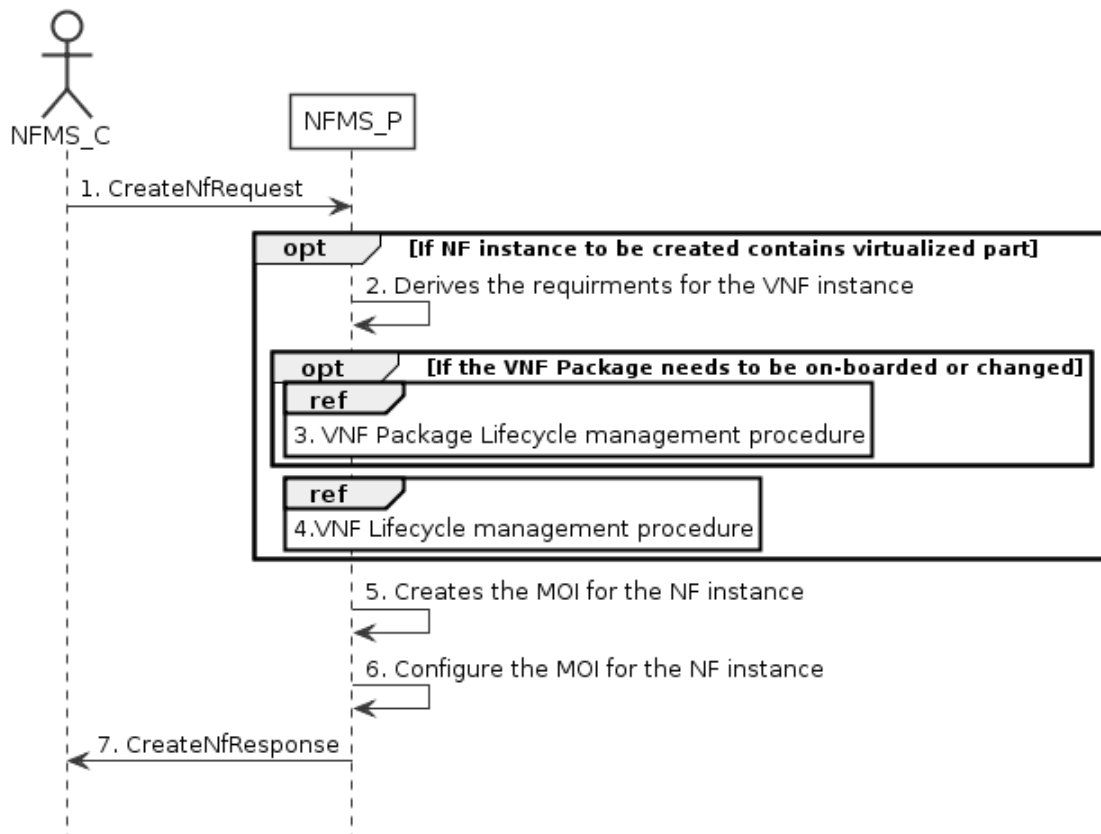 NFMS_C
NFMS_P
1. CreateNfRequest
opt
[If NF instance to be created contains virtualized part]
2. Derives the requirments for the VNF instance
opt
[If the VNF Package needs to be on-boarded or changed]
ref
3. VNF Package Lifecycle management procedure
ref
4.VNF Lifecycle management procedure
5. Creates the MOI for the NF instance
6. Configure the MOI for the NF instance
7. CreateNfResponse